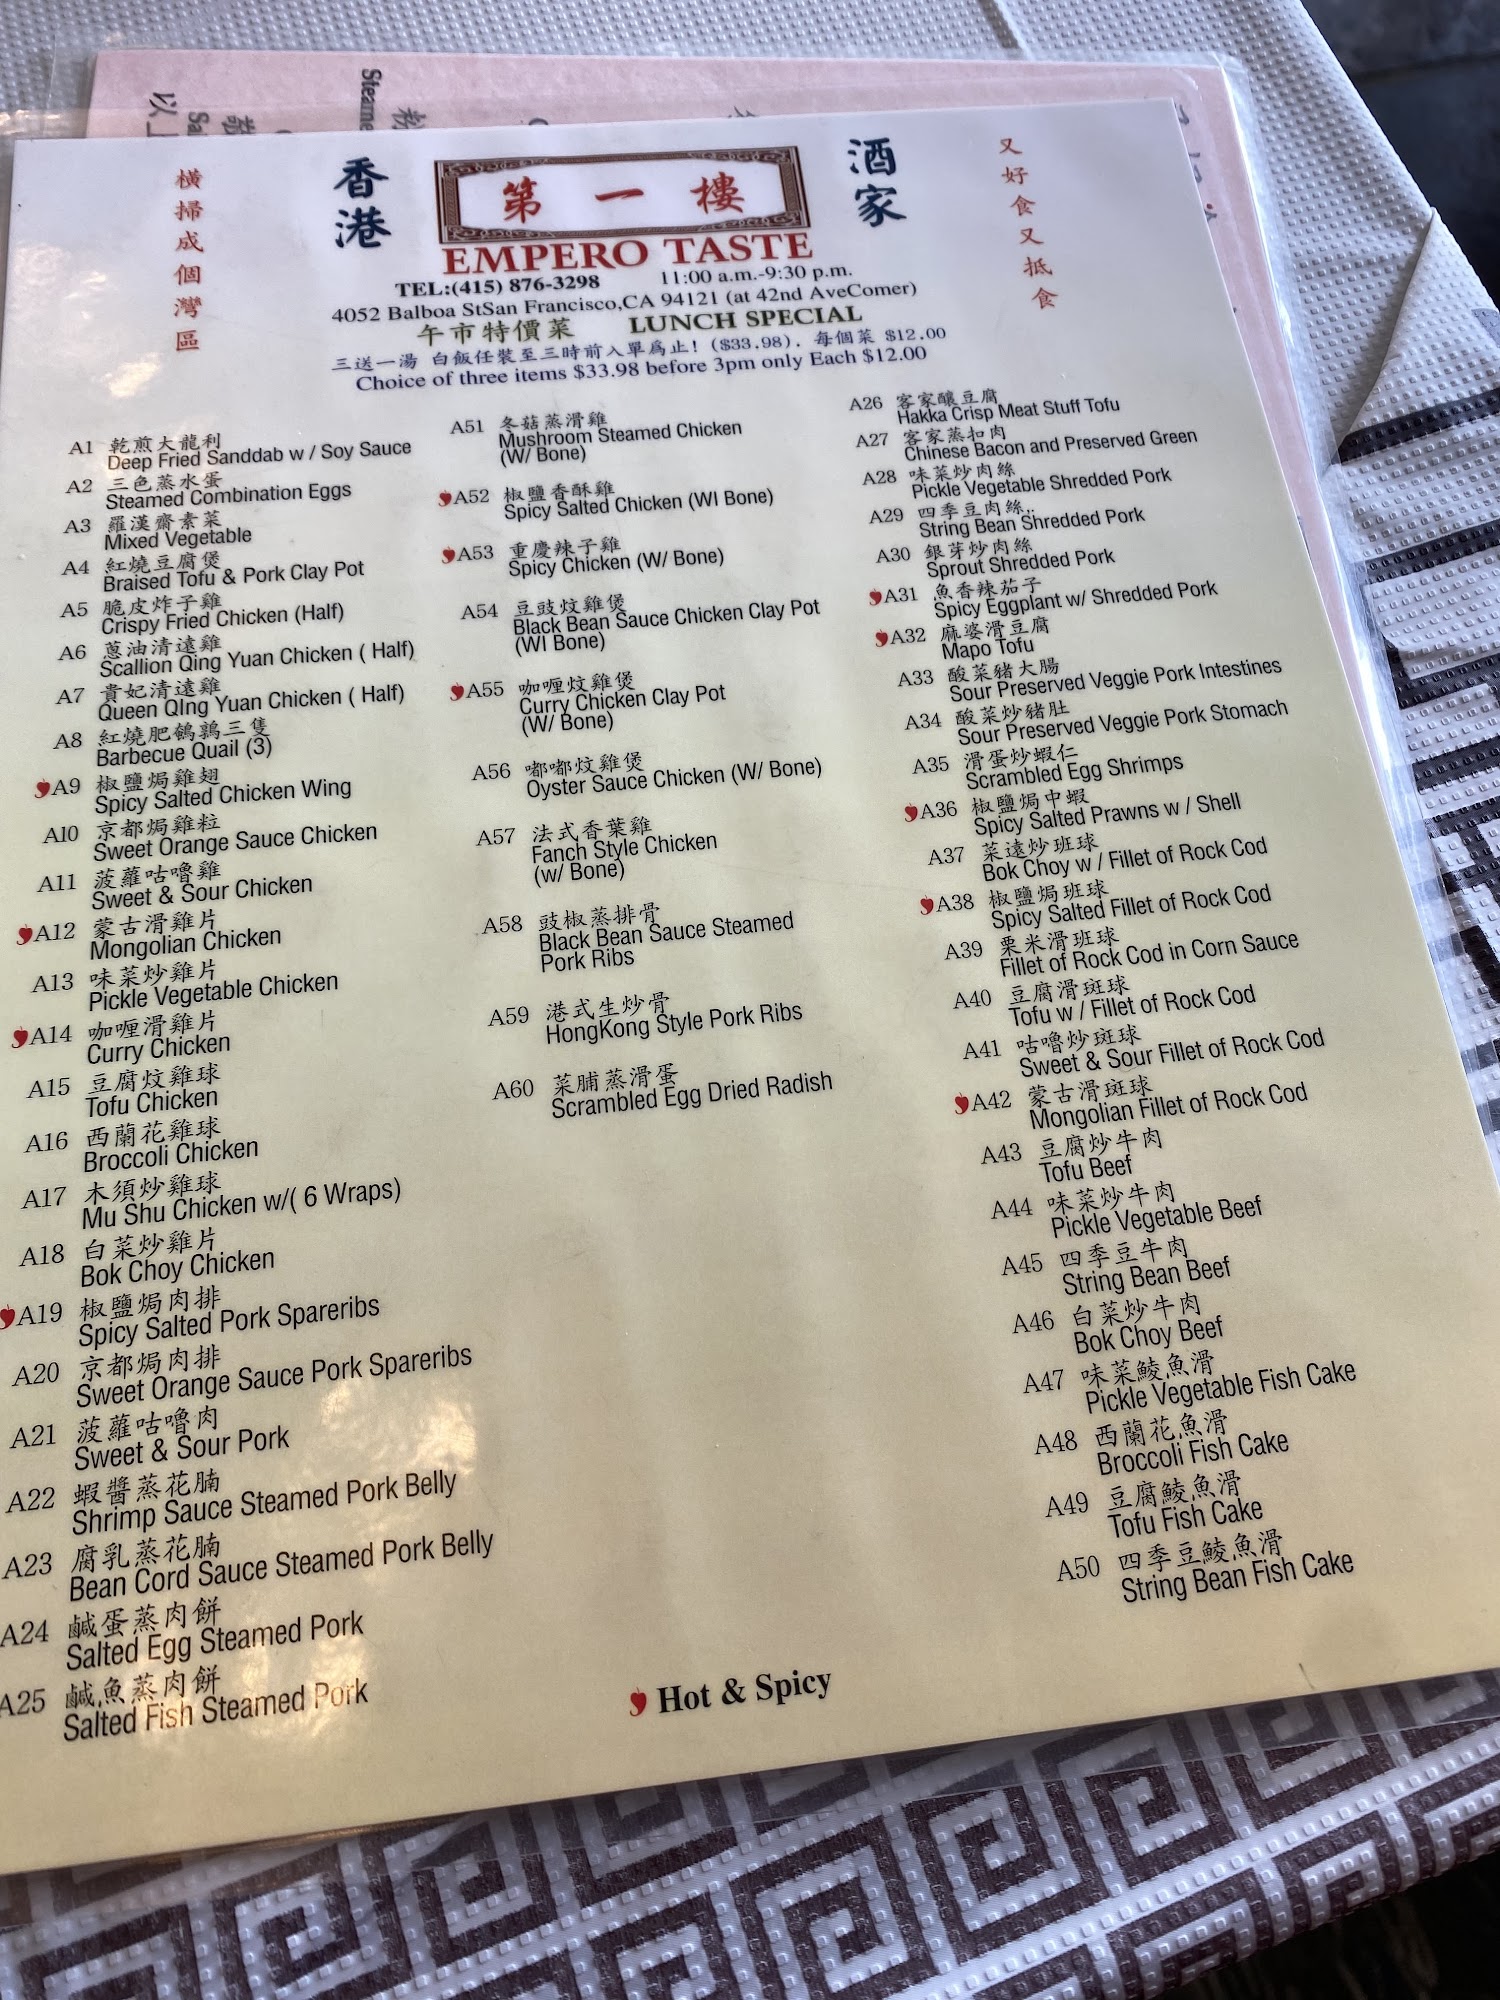 橫掃成個灣區
香港
第一樓
酒家
又好食又抵食
EMPERO TASTE
TEL:(415) 876-3298 11:00 a.m.-9:30 p.m.
4052 Balboa StSan Francisco,CA 94121 (at 42nd AveComer)
午市特價菜 LUNCH SPECIAL
三送一湯 白飯任裝至三時前入單爲止! ($33.98). 每個菜 $12.00
Choice of three items $33.98 before 3pm only Each $12.00
A1 乾煎大龍利
Deep Fried Sanddab w / Soy Sauce
A2 三色蒸水蛋
Steamed Combination Eggs
A3 羅漢齋素菜
Mixed Vegetable
A4 紅燒豆腐煲
Braised Tofu & Pork Clay Pot
A5 脆皮炸子雞
Crispy Fried Chicken (Half)
A6 蔥油清遠雞
Scallion Qing Yuan Chicken ( Half)
A7 貴妃清遠雞
Queen QIng Yuan Chicken ( Half)
A8 紅燒肥鵪鶉三隻
Barbecue Quail (3)
A9 椒鹽焗雞翅
Spicy Salted Chicken Wing
A10 京都焗雞粒
Sweet Orange Sauce Chicken
A11 菠蘿咕嚕雞
Sweet & Sour Chicken
A12 蒙古滑雞片
Mongolian Chicken
A13 味菜炒雞片
Pickle Vegetable Chicken
A14 咖喱滑雞片
Curry Chicken
A15 豆腐炆雞球
Tofu Chicken
A16 西蘭花雞球
Broccoli Chicken
A17 木須炒雞球
Mu Shu Chicken w/( 6 Wraps)
A18 白菜炒雞片
Bok Choy Chicken
A19 椒鹽焗肉排
Spicy Salted Pork Spareribs
A20 京都焗肉排
Sweet Orange Sauce Pork Spareribs
A21 菠蘿咕嚕肉
Sweet & Sour Pork
A22 蝦醬蒸花腩
Shrimp Sauce Steamed Pork Belly
A23 腐乳蒸花腩
Bean Cord Sauce Steamed Pork Belly
A24 鹹蛋蒸肉餅
Salted Egg Steamed Pork
A25 鹹魚蒸肉餅
Salted Fish Steamed Pork
A51 冬菇蒸滑雞
Mushroom Steamed Chicken
(W/ Bone)
A52 椒鹽香酥雞
Spicy Salted Chicken (WI Bone)
A53 重慶辣子雞
Spicy Chicken (W/ Bone)
A54 豆豉炆雞煲
Black Bean Sauce Chicken Clay Pot
(WI Bone)
A55 咖喱炆雞煲
Curry Chicken Clay Pot
(W/ Bone)
A56 嘟嘟炆雞煲
Oyster Sauce Chicken (W/ Bone)
A57 法式香葉雞
Fanch Style Chicken
(w/ Bone)
A58 豉椒蒸排骨
Black Bean Sauce Steamed
Pork Ribs
A59 港式生炒骨
HongKong Style Pork Ribs
A60 菜脯蒸滑蛋
Scrambled Egg Dried Radish
A26 客家釀豆腐
Hakka Crisp Meat Stuff Tofu
A27 客家蒸扣肉
Chinese Bacon and Preserved Green
A28 味菜炒肉絲
Pickle Vegetable Shredded Pork
A29 四季豆肉絲..
String Bean Shredded Pork
A30 銀芽炒肉絲
Sprout Shredded Pork
A31 魚香辣茄子
Spicy Eggplant w/ Shredded Pork
A32 麻婆滑豆腐
Mapo Tofu
A33 酸菜豬大腸
Sour Preserved Veggie Pork Intestines
A34 酸菜炒豬肚
Sour Preserved Veggie Pork Stomach
A35 滑蛋炒蝦仁
Scrambled Egg Shrimps
A36 椒鹽焗中蝦
Spicy Salted Prawns w / Shell
A37 菜遠炒班球
Bok Choy w / Fillet of Rock Cod
A38 椒鹽焗班球
Spicy Salted Fillet of Rock Cod
A39 栗米滑班球
Fillet of Rock Cod in Corn Sauce
A40 豆腐滑斑球
Tofu w / Fillet of Rock Cod
A41 咕嚕炒斑球
Sweet & Sour Fillet of Rock Cod
A42 蒙古滑斑球
Mongolian Fillet of Rock Cod
A43 豆腐炒牛肉
Tofu Beef
A44 味菜炒牛肉
Pickle Vegetable Beef
A45 四季豆牛肉
String Bean Beef
A46 白菜炒牛肉
Bok Choy Beef
A47 味菜鯪魚滑
Pickle Vegetable Fish Cake
A48 西蘭花魚滑
Broccoli Fish Cake
A49 豆腐鯪魚滑
Tofu Fish Cake
A50 四季豆鯪魚滑
String Bean Fish Cake
Hot & Spicy